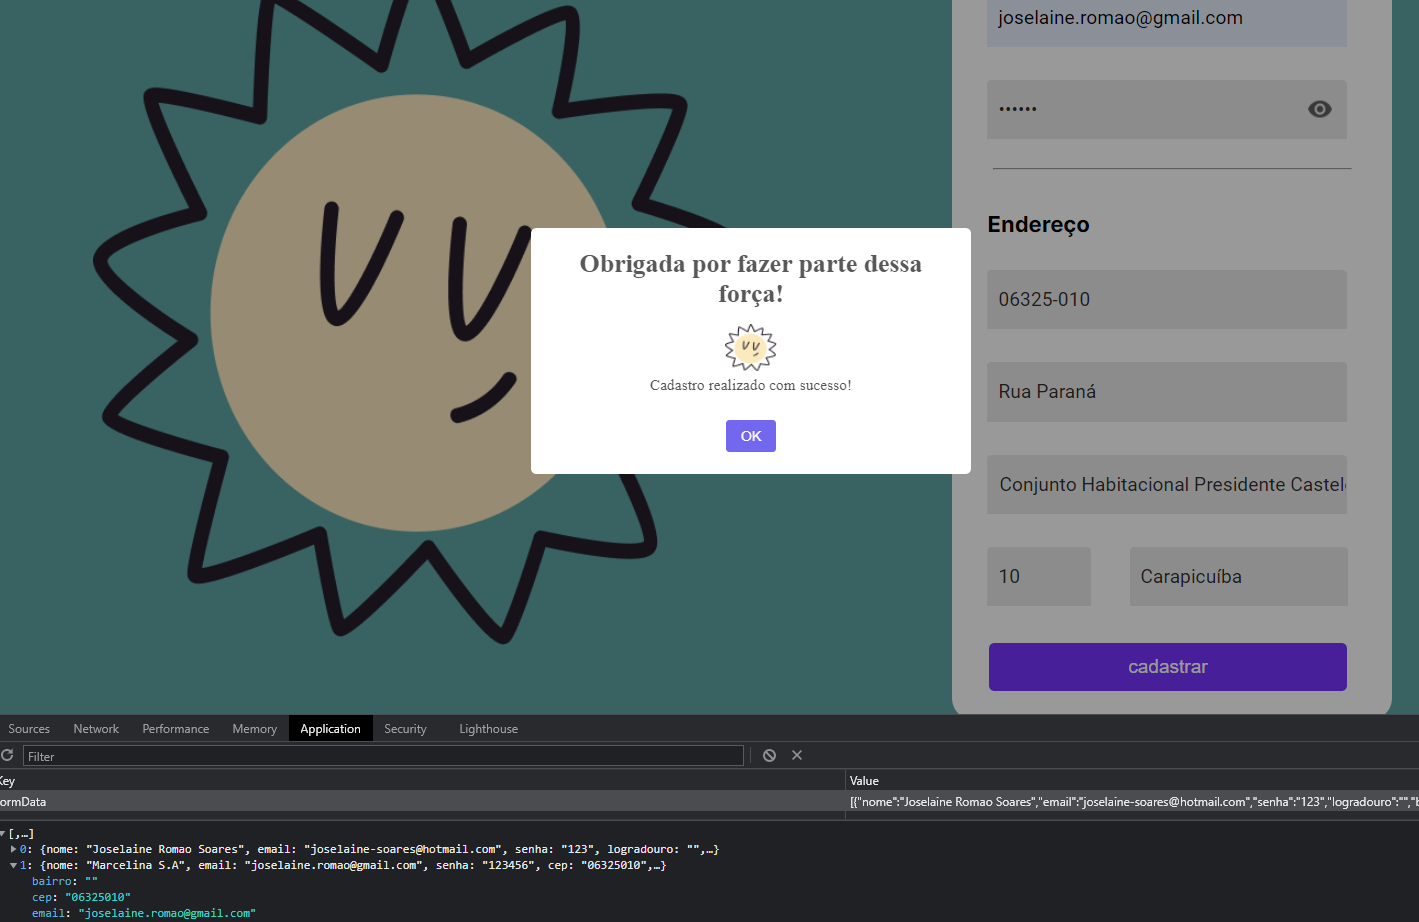 joselaine.romao@gmail.com
••••••
Endereço
06325-010
Rua Paraná
Conjunto Habitacional Presidente Castel
10
Carapicuíba
cadastrar
Obrigada por fazer parte dessa
força!
Cadastro realizado com sucesso!
OK
Sources Network Performance Memory Application Security Lighthouse
Filter
Key Value
ormData [{"nome":"Joselaine Romao Soares","email":"joselaine-soares@hotmail.com","senha":"123","logradouro":"","b
[,…]
0: {nome: "Joselaine Romao Soares", email: "joselaine-soares@hotmail.com", senha: "123", logradouro: "",…}
1: {nome: "Marcelina S.A", email: "joselaine.romao@gmail.com", senha: "123456", cep: "06325010",…}
bairro: ""
cep: "06325010"
email: "joselaine.romao@gmail.com"